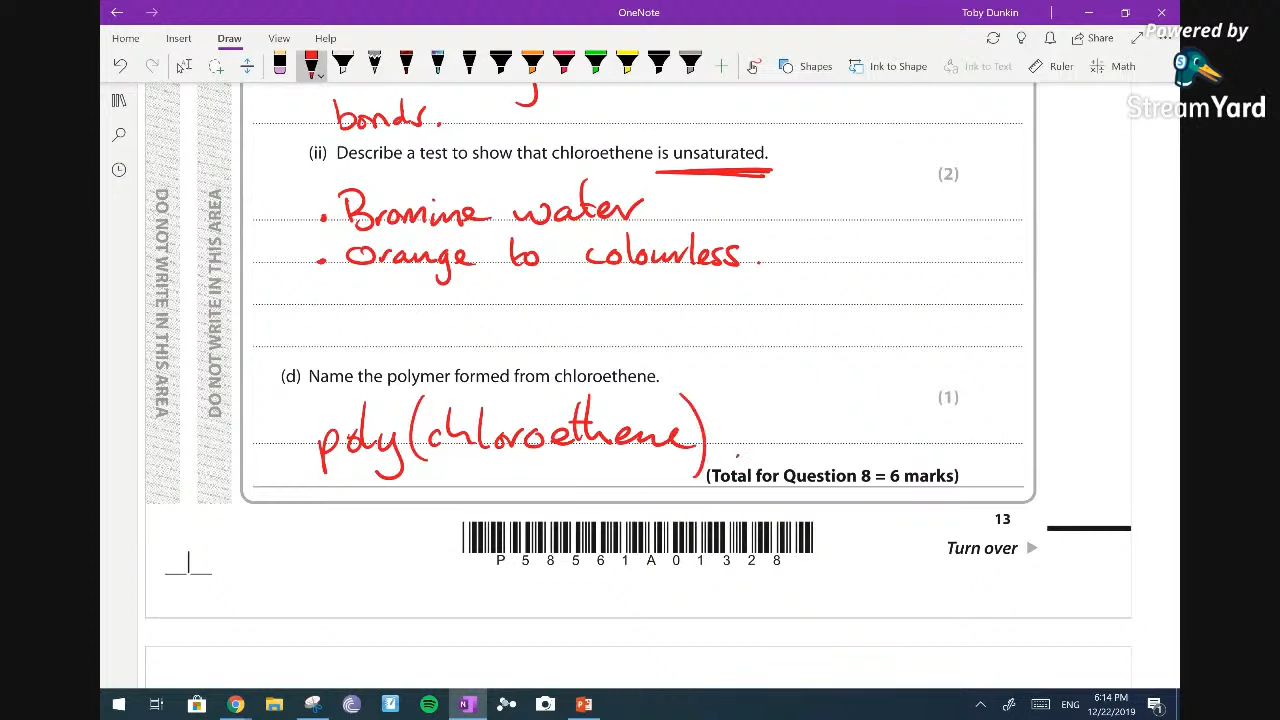 OneNote
Toby Dunkin
Powered by
StreamYard
Home Insert Draw View Help
Share
Shapes Ink to Shape Ink to Text Ruler Math
bonds.
(ii) Describe a test to show that chloroethene is unsaturated.
(2)
• Bromine water
• Orange to colourless.
(d) Name the polymer formed from chloroethene.
(1)
poly(chloroethene)
(Total for Question 8 = 6 marks)
DO NOT WRITE IN THIS AREA
DO NOT WRITE IN THIS AREA
P 5 8 5 6 1 A 0 1 3 2 8
13
Turn over
ENG
6:14 PM
12/22/2019